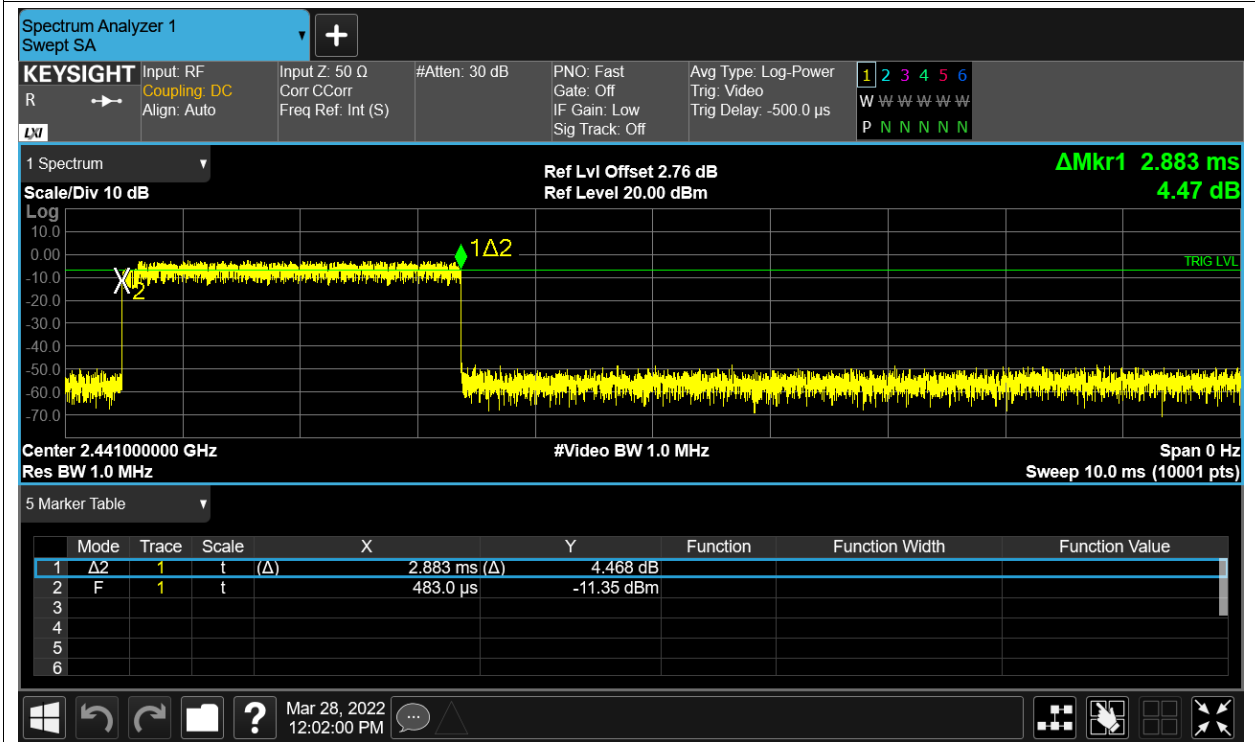 Spectrum Analyzer 1
Swept SA
KEYSIGHT
R
LXI
Input: RF
Coupling: DC
Align: Auto
Input Z: 50 Ω
Corr CCorr
Freq Ref: Int (S)
#Atten: 30 dB
PNO: Fast
Gate: Off
IF Gain: Low
Sig Track: Off
Avg Type: Log-Power
Trig: Video
Trig Delay: -500.0 µs
1 2 3 4 5 6
W W W W W W
P N N N N N
1 Spectrum
Scale/Div 10 dB
Ref Lvl Offset 2.76 dB
Ref Level 20.00 dBm
ΔMkr1 2.883 ms
4.47 dB
Log
10.0
0.00
-10.0
-20.0
-30.0
-40.0
-50.0
-60.0
-70.0
1Δ2
2
TRIG LVL
Center 2.441000000 GHz
Res BW 1.0 MHz
#Video BW 1.0 MHz
Span 0 Hz
Sweep 10.0 ms (10001 pts)
5 Marker Table
Mode Trace Scale X Y Function Function Width Function Value
1 Δ2 1 t (Δ) 2.883 ms (Δ) 4.468 dB
2 F 1 t 483.0 µs -11.35 dBm
3
4
5
6
?
Mar 28, 2022
12:02:00 PM